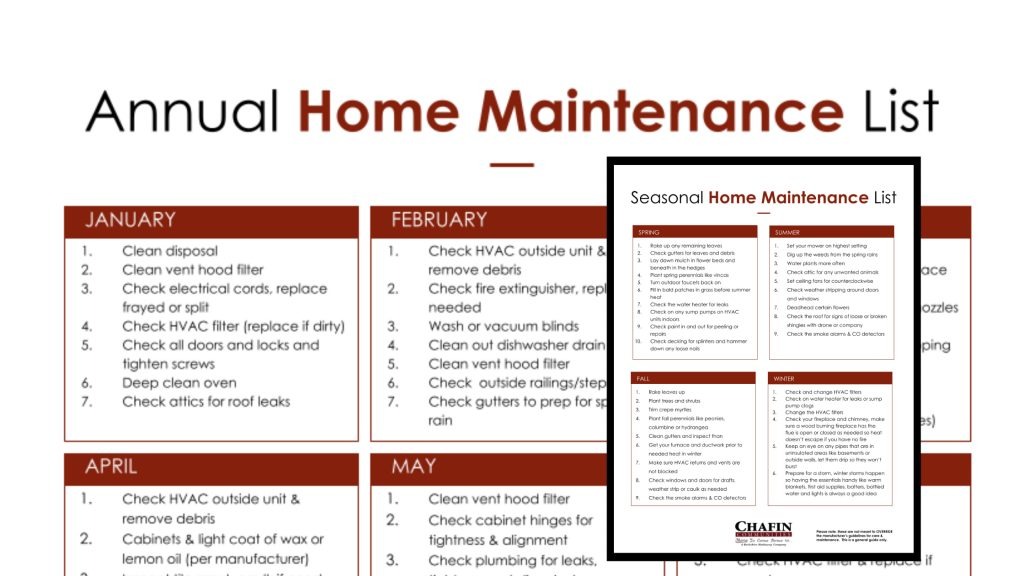 Annual Home Maintenance List
JANUARY
1. Clean disposal
2. Clean vent hood filter
3. Check electrical cords, replace
frayed or split
4. Check HVAC filter (replace if dirty)
5. Check all doors and locks and
tighten screws
6. Deep clean oven
7. Check attics for roof leaks
FEBRUARY
1. Check HVAC outside unit &
remove debris
2. Check fire extinguisher, repl
needed
3. Wash or vacuum blinds
4. Clean out dishwasher drain
5. Clean vent hood filter
6. Check outside railings/step
7. Check gutters to prep for sp
rain
ace
ozzles
ping
es)
APRIL
1. Check HVAC outside unit &
remove debris
2. Cabinets & light coat of wax or
lemon oil (per manufacturer)
MAY
1. Clean vent hood filter
2. Check cabinet hinges for
tightness & alignment
3. Check plumbing for leaks,
3. Check HVAC filter & replace if
Seasonal Home Maintenance List
SPRING
1. Rake up any remaining leaves
2. Check gutters for leaves and debris
3. Lay down mulch in flower beds and
beneath in the hedges
4. Plant spring perennials like vincas
5. Turn outdoor faucets back on
6. Fill in bald patches in grass before summer
heat
7. Check the water heater for leaks
8. Check on any sump pumps on HVAC
units indoors
9. Check paint in and out for peeling or
repairs
10. Check decking for splinters and hammer
down any loose nails
SUMMER
1. Set your mower on highest setting
2. Dig up the weeds from the spring rains
3. Water plants more often
4. Check attic for any unwanted animals
5. Set ceiling fans for counterclockwise
6. Check weather stripping around doors
and windows
7. Deadhead certain flowers
8. Check the roof for signs of loose or broken
shingles with drone or company
9. Check the smoke alarms & CO detectors
FALL
1. Rake leaves up
2. Plant trees and shrubs
3. Trim crepe myrtles
4. Plant fall perennials like peonies,
columbine or hydrangea
5. Clean gutters and inspect then
6. Get your furnace and ductwork prior to
needed heat in winter
7. Make sure HVAC returns and vents are
not blocked
8. Check windows and doors for drafts
weather strip or caulk as needed
9. Check the smoke alarms & CO detectors
WINTER
1. Check and change HVAC filters
2. Check on water heater for leaks or sump
pump clogs
3. Change the HVAC filters
4. Check your fireplace and chimney, make
sure a wood burning fireplace has the
flue is open or closed as needed so heat
doesn't escape if you have no fire
5. Keep an eye on any pipes that are in
uninsulated areas like basements or
outside walls, let them drip so they won't
burst
6. Prepare for a storm, winter storms happen
so having the essentials handy like warm
blankets, first aid supplies, batters, bottled
water and lights is always a good idea
CHAFIN
COMMUNITIES
Please note, these are not meant to OVERRIDE
the manufacturer's guidelines for care &
maintenance. This is a general guide only.